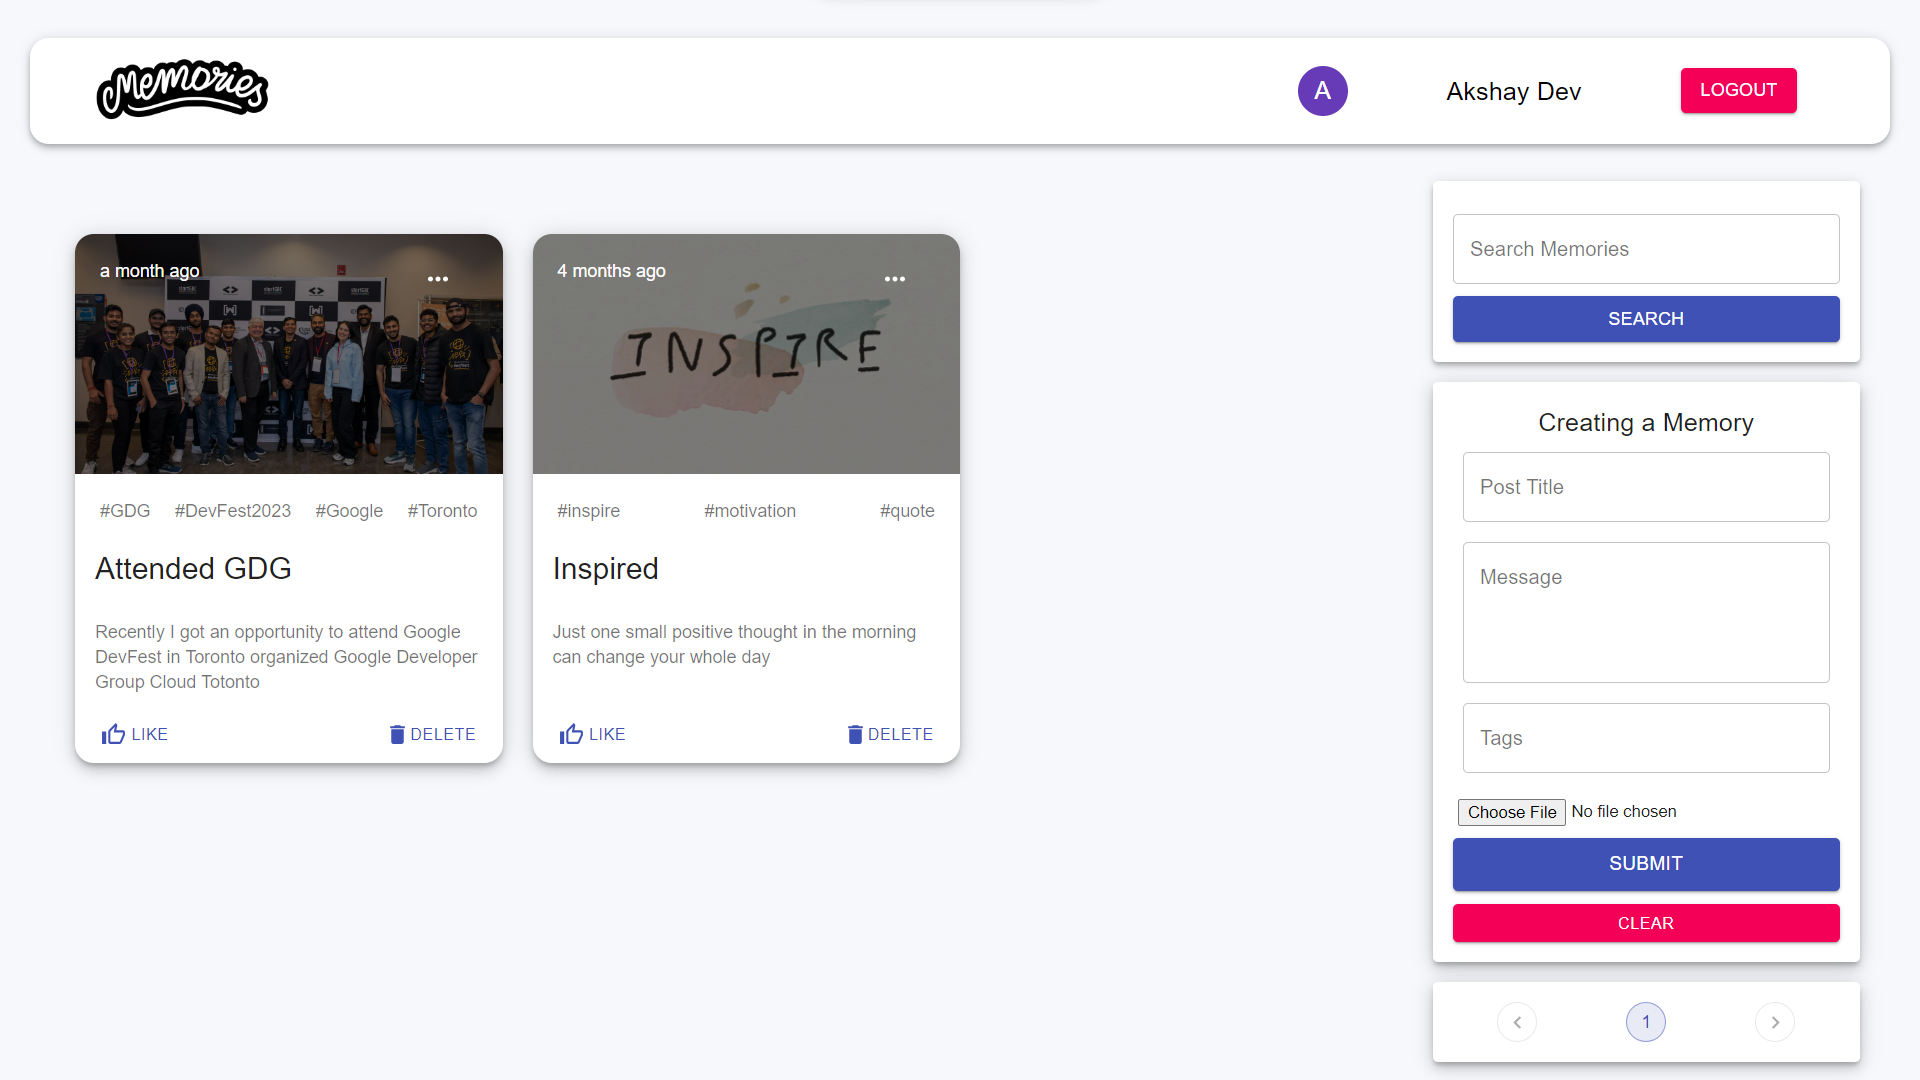 Memories
A
Akshay Dev
LOGOUT
a month ago
4 months ago
INSPIRE
#GDG #DevFest2023 #Google #Toronto
Attended GDG
Recently I got an opportunity to attend Google
DevFest in Toronto organized Google Developer
Group Cloud Totonto
LIKE
DELETE
#inspire #motivation #quote
Inspired
Just one small positive thought in the morning
can change your whole day
LIKE
DELETE
Search Memories
SEARCH
Creating a Memory
Post Title
Message
Tags
Choose File No file chosen
SUBMIT
CLEAR
1